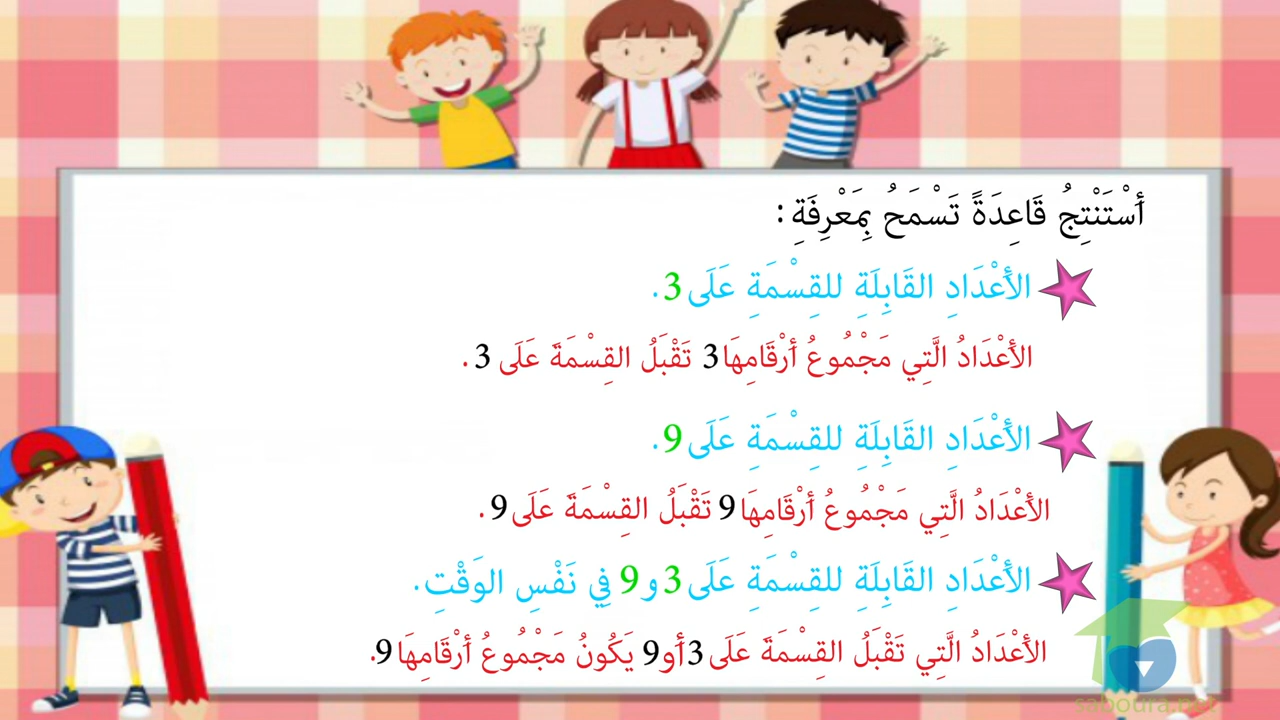 أَسْتَنْتِجُ قَاعِدَةً تَسْمَحُ بِمَعْرِفَةِ :
الأَعْدَادِ القَابِلَةِ للقِسْمَةِ عَلَى 3.
الأَعْدَادُ الَّتِي مَجْمُوعُ أَرْقَامِهَا 3 تَقْبَلُ القِسْمَةَ عَلَى 3 .
الأَعْدَادِ القَابِلَةِ للقِسْمَةِ عَلَى 9.
الأَعْدَادُ الَّتِي مَجْمُوعُ أَرْقَامِهَا 9 تَقْبَلُ القِسْمَةَ عَلَى 9 .
الأَعْدَادِ القَابِلَةِ للقِسْمَةِ عَلَى 3 و 9 فِي نَفْسِ الوَقْتِ.
الأَعْدَادُ الَّتِي تَقْبَلُ القِسْمَةَ عَلَى 3 أو 9 يَكُونُ مَجْمُوعُ أَرْقَامِهَا 9.
saboura.net